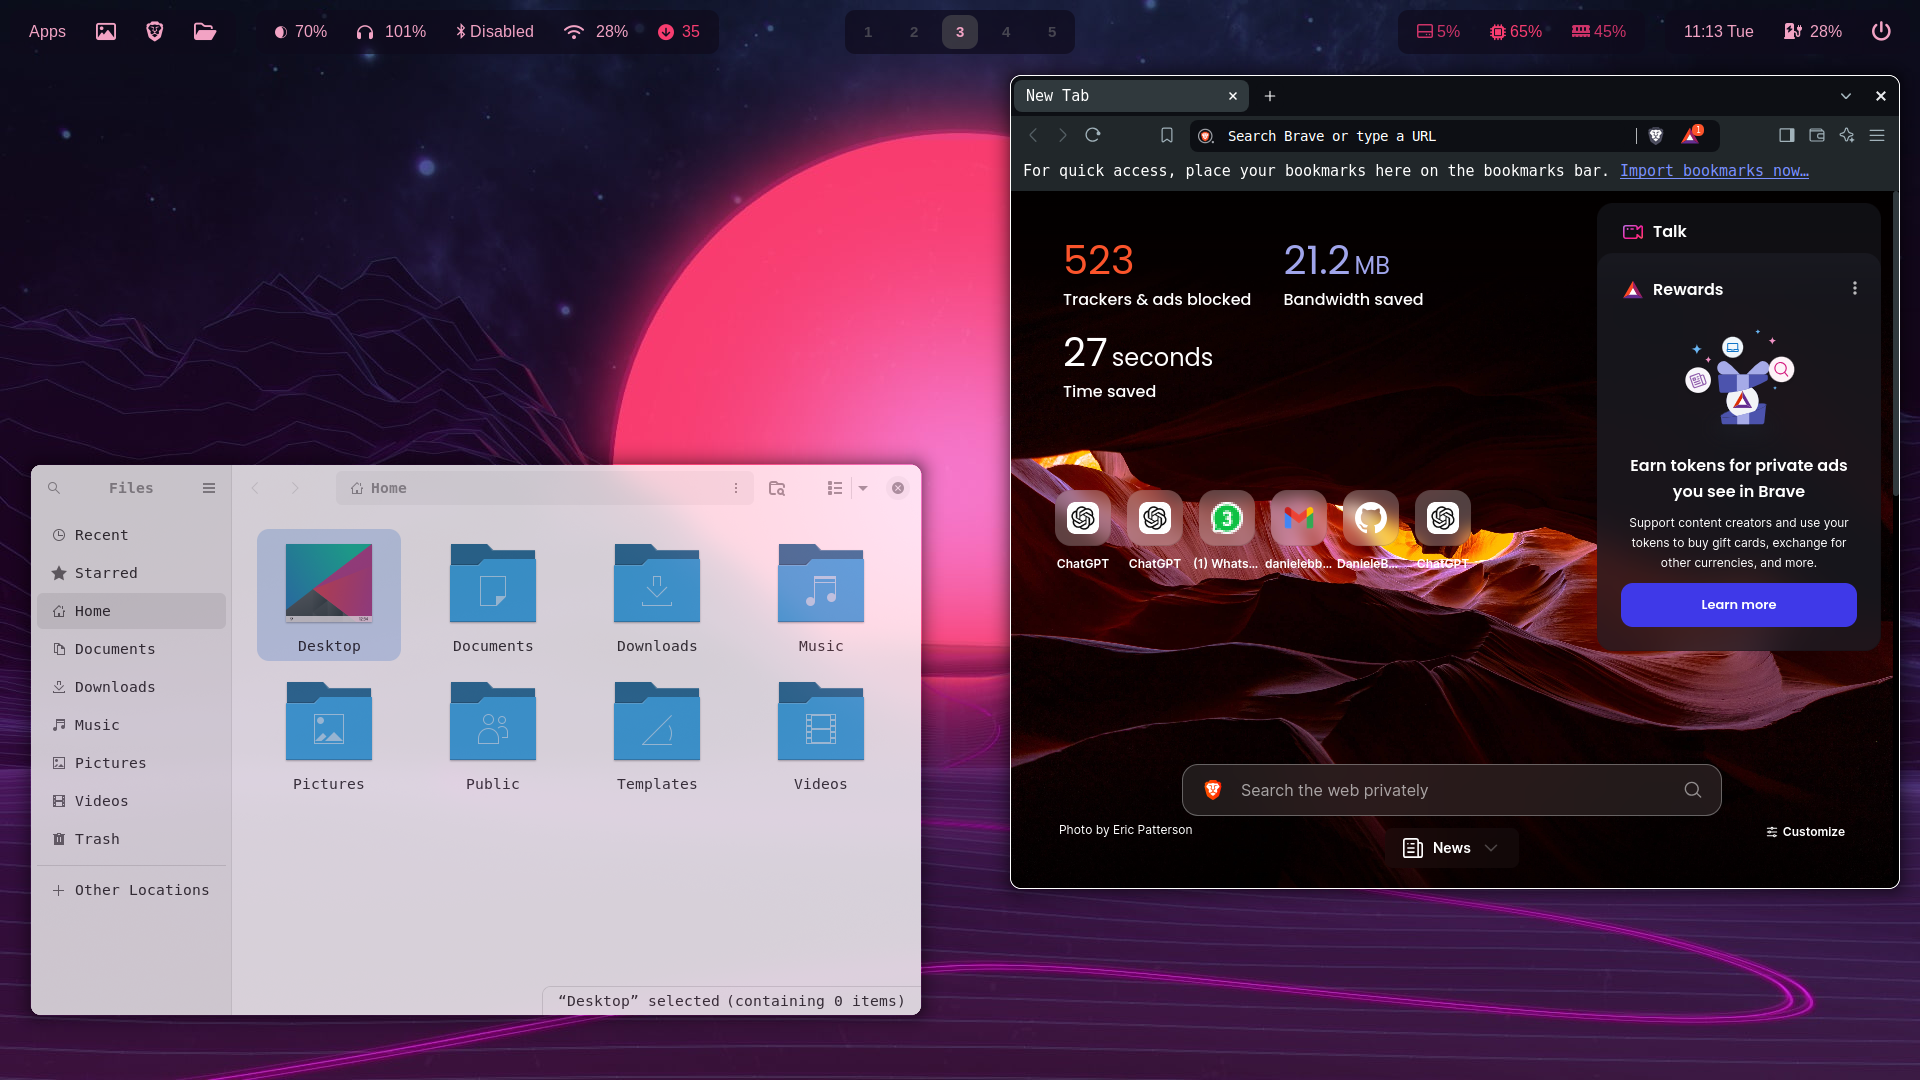 Apps 70% 101% Disabled 28% 35
1 2 3 4 5
5% 65% 45% 11:13 Tue 28%
New Tab
Search Brave or type a URL
1
For quick access, place your bookmarks here on the bookmarks bar. Import bookmarks now…
523
Trackers & ads blocked
21.2 MB
Bandwidth saved
27 seconds
Time saved
Talk
Rewards
Earn tokens for private ads
you see in Brave
Support content creators and use your
tokens to buy gift cards, exchange for
other currencies, and more.
Learn more
3
ChatGPT ChatGPT (1) Whats... danielebb... DanieleB... ChatGPT
Search the web privately
Photo by Eric Patterson
Customize
News
Files
Home
Recent
Starred
Home
Documents
Downloads
Music
Pictures
Videos
Trash
Other Locations
Desktop Documents Downloads Music
Pictures Public Templates Videos
“Desktop” selected (containing 0 items)